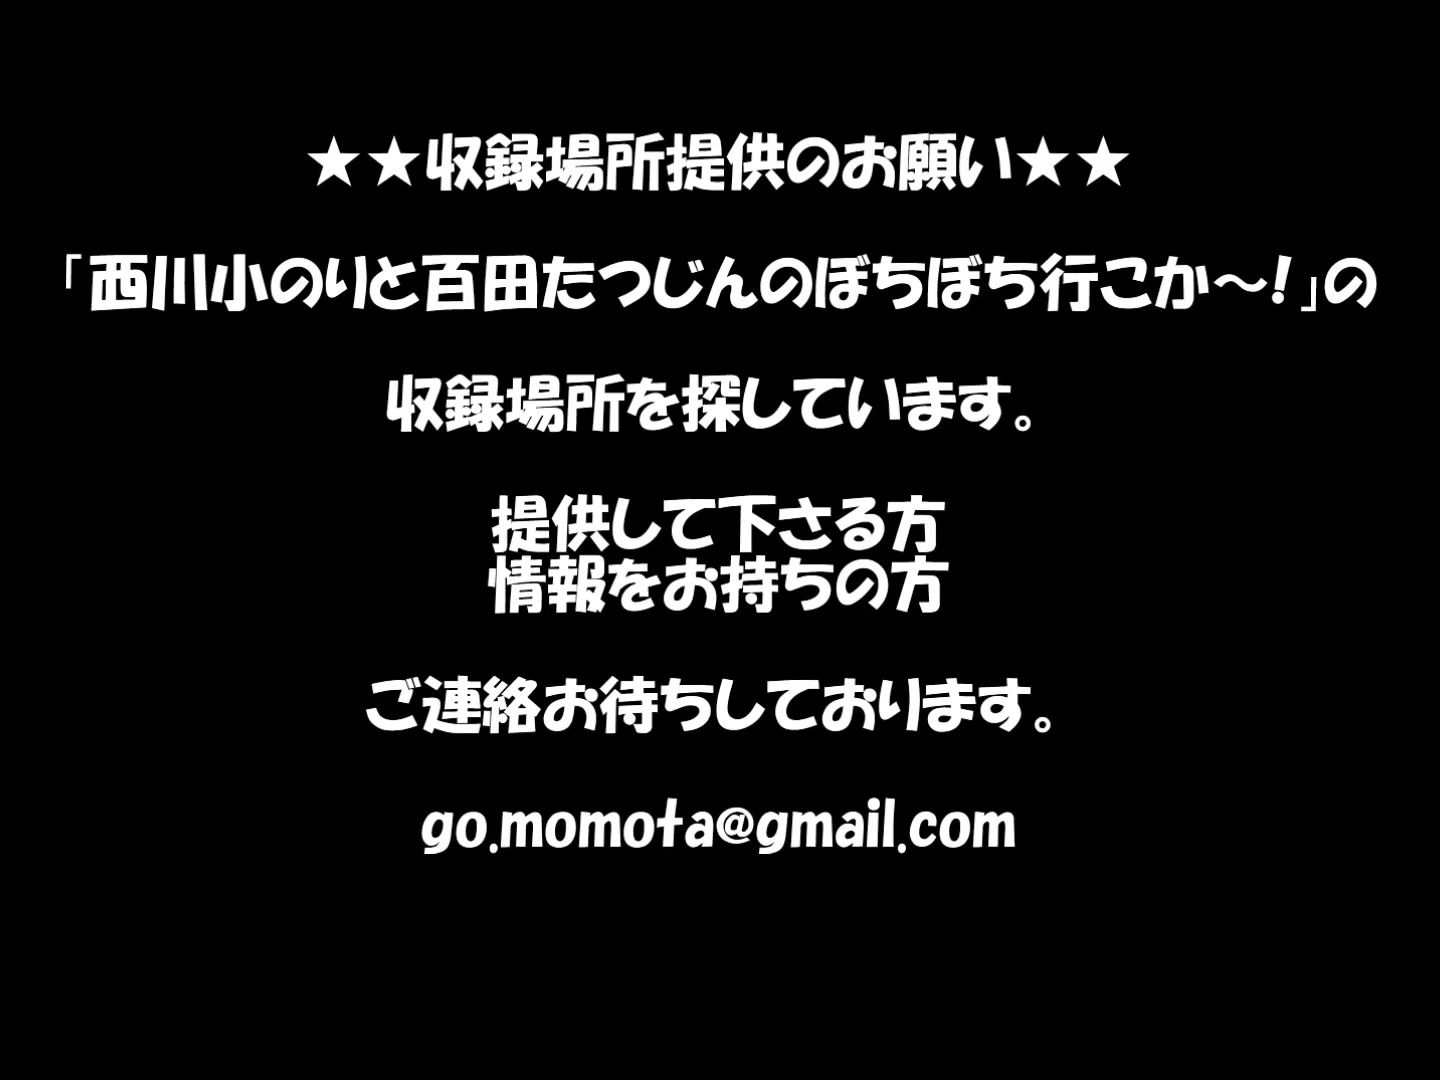 ★★収録場所提供のお願い★★
「西川小のりと百田たつじんのぼちぼち行こか～!」の
収録場所を探しています。
提供して下さる方
情報をお持ちの方
ご連絡お待ちしております。
go.momota@gmail.com